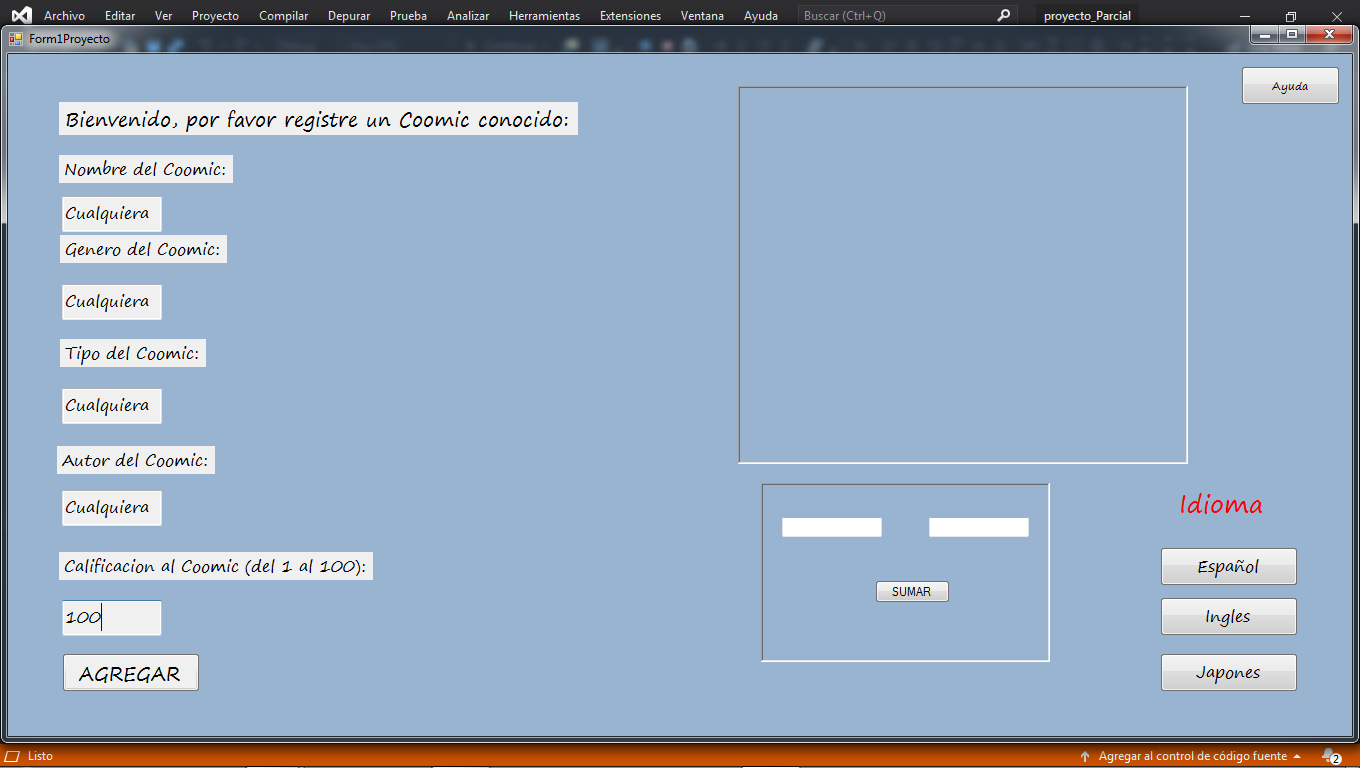 Archivo Editar Ver Proyecto Compilar Depurar Prueba Analizar Herramientas Extensiones Ventana Ayuda Buscar (Ctrl+Q) proyecto_Parcial
Form1Proyecto
Ayuda
Bienvenido, por favor registre un Coomic conocido:
Nombre del Coomic:
Cualquiera
Genero del Coomic:
Cualquiera
Tipo del Coomic:
Cualquiera
Autor del Coomic:
Cualquiera
Calificacion al Coomic (del 1 al 100):
100
AGREGAR
SUMAR
Idioma
Español
Ingles
Japones
Listo
Agregar al control de código fuente
2